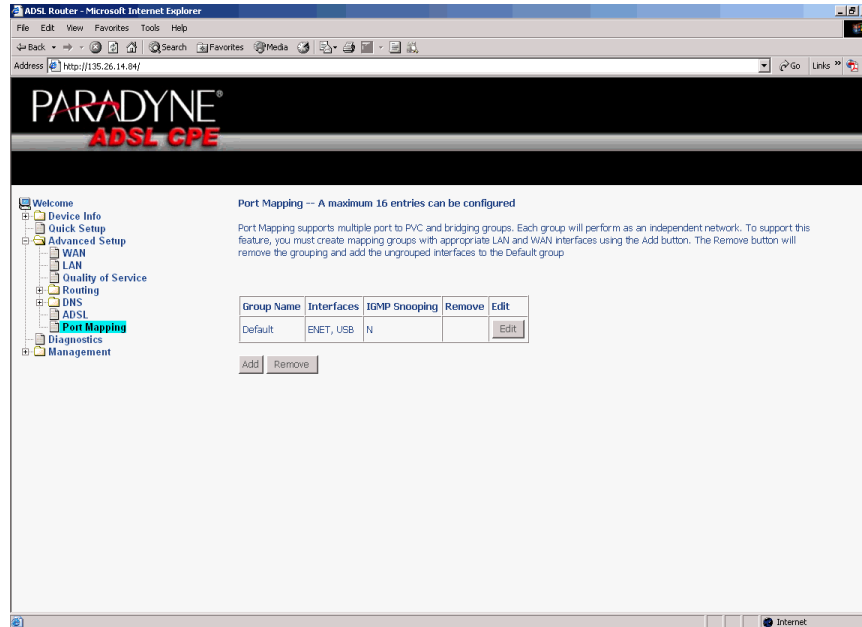 ADSL Router - Microsoft Internet Explorer
File Edit View Favorites Tools Help
Back Search Favorites Media
Address http://135.26.14.84/ Go Links »
PARADYNE®
ADSL CPE
Welcome
Device Info
Quick Setup
Advanced Setup
WAN
LAN
Quality of Service
Routing
DNS
ADSL
Port Mapping
Diagnostics
Management
Port Mapping -- A maximum 16 entries can be configured
Port Mapping supports multiple port to PVC and bridging groups. Each group will perform as an independent network. To support this
feature, you must create mapping groups with appropriate LAN and WAN interfaces using the Add button. The Remove button will
remove the grouping and add the ungrouped interfaces to the Default group
Group Name Interfaces IGMP Snooping Remove Edit
Default ENET, USB N Edit
Add Remove
Internet